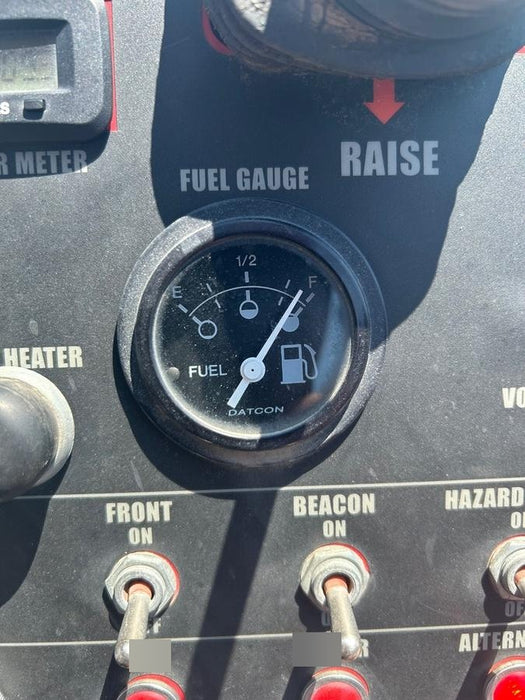 RAISE
R METER
FUEL GAUGE
1/2
E
F
HEATER
FUEL
DATCON
VO
FRONT
ON
BEACON
ON
HAZARD
ALTERN